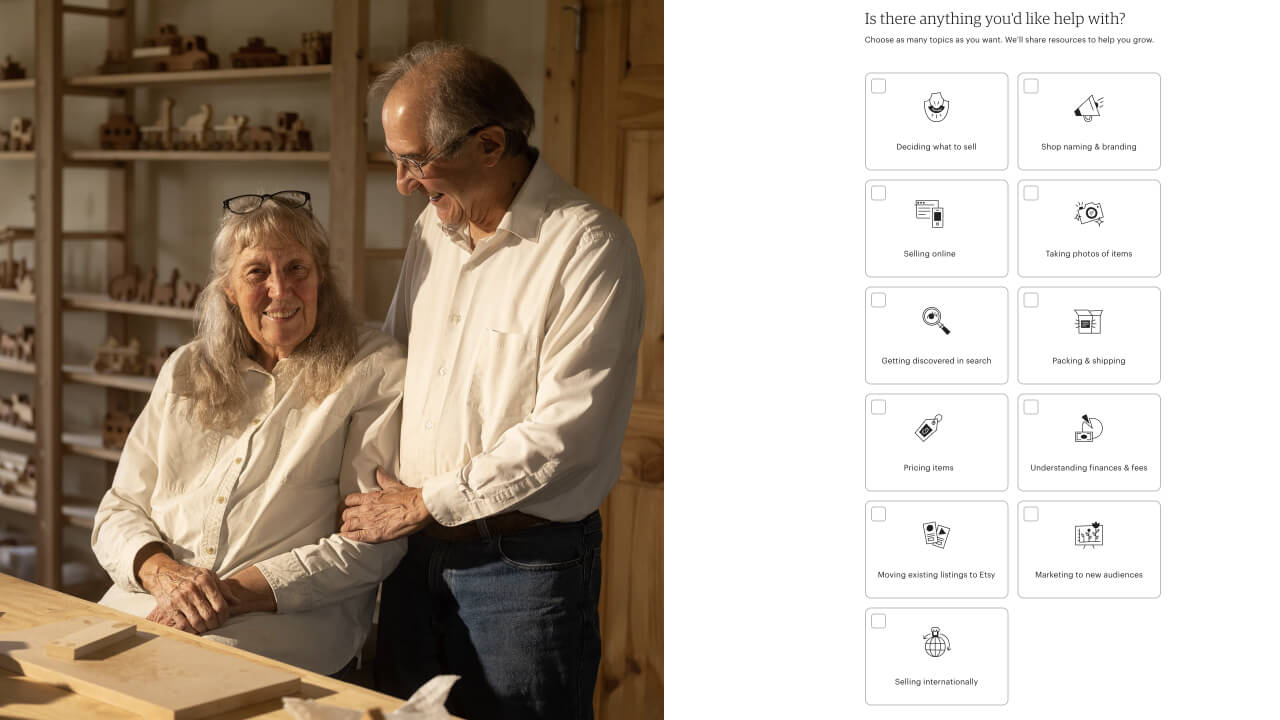 Is there anything you'd like help with?
Choose as many topics as you want. We'll share resources to help you grow.
Deciding what to sell
Shop naming & branding
Selling online
Taking photos of items
Getting discovered in search
Packing & shipping
Pricing items
Understanding finances & fees
Moving existing listings to Etsy
Marketing to new audiences
Selling internationally